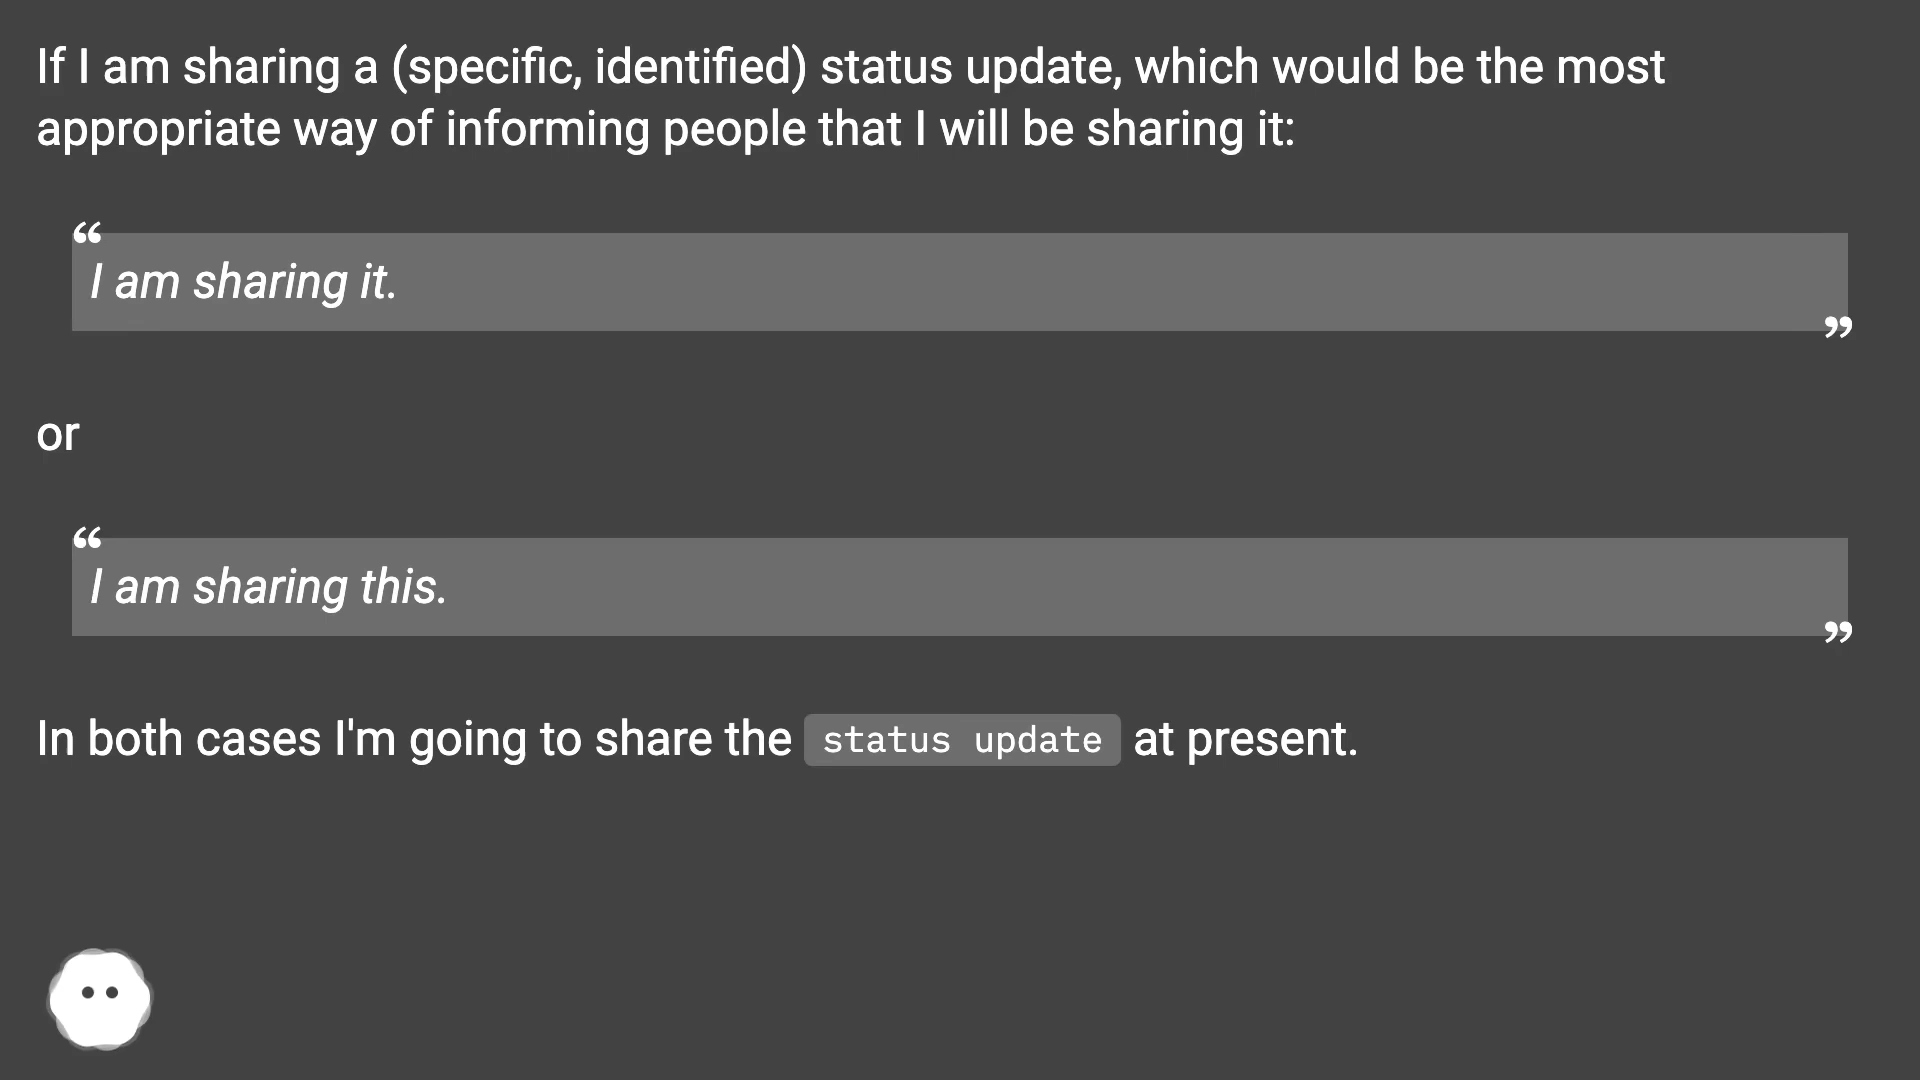 If I am sharing a (specific, identified) status update, which would be the most
appropriate way of informing people that I will be sharing it:
“
I am sharing it.
”
or
“
I am sharing this.
”
In both cases I'm going to share the status update at present.